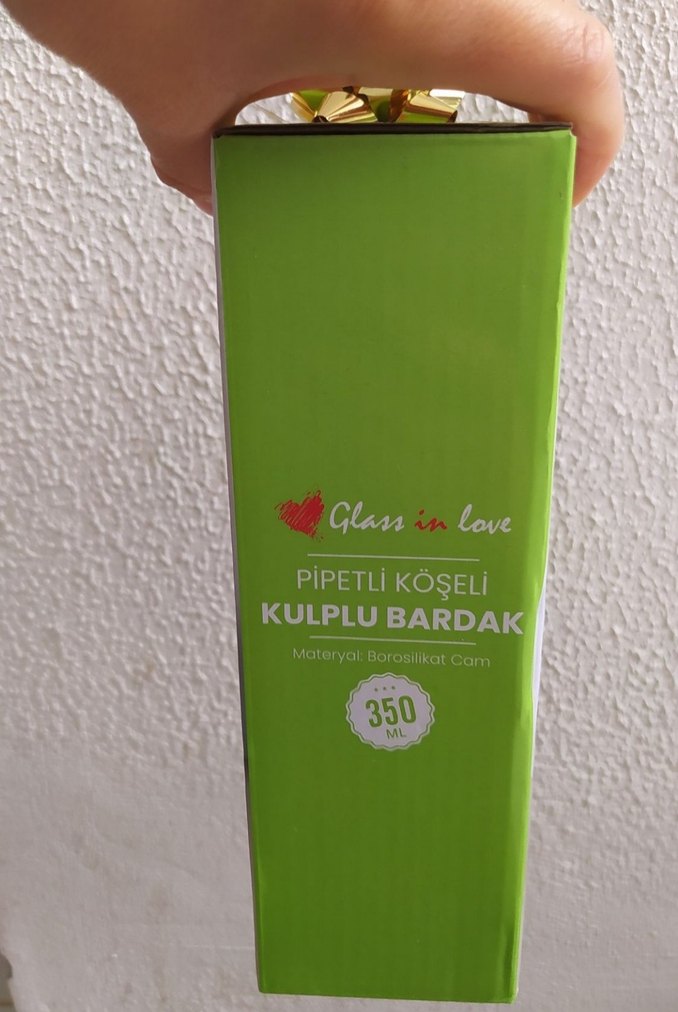 Glass in love
PİPETLİ KÖŞELİ
KULPLU BARDAK
Materyal: Borosilikat Cam
350
ML